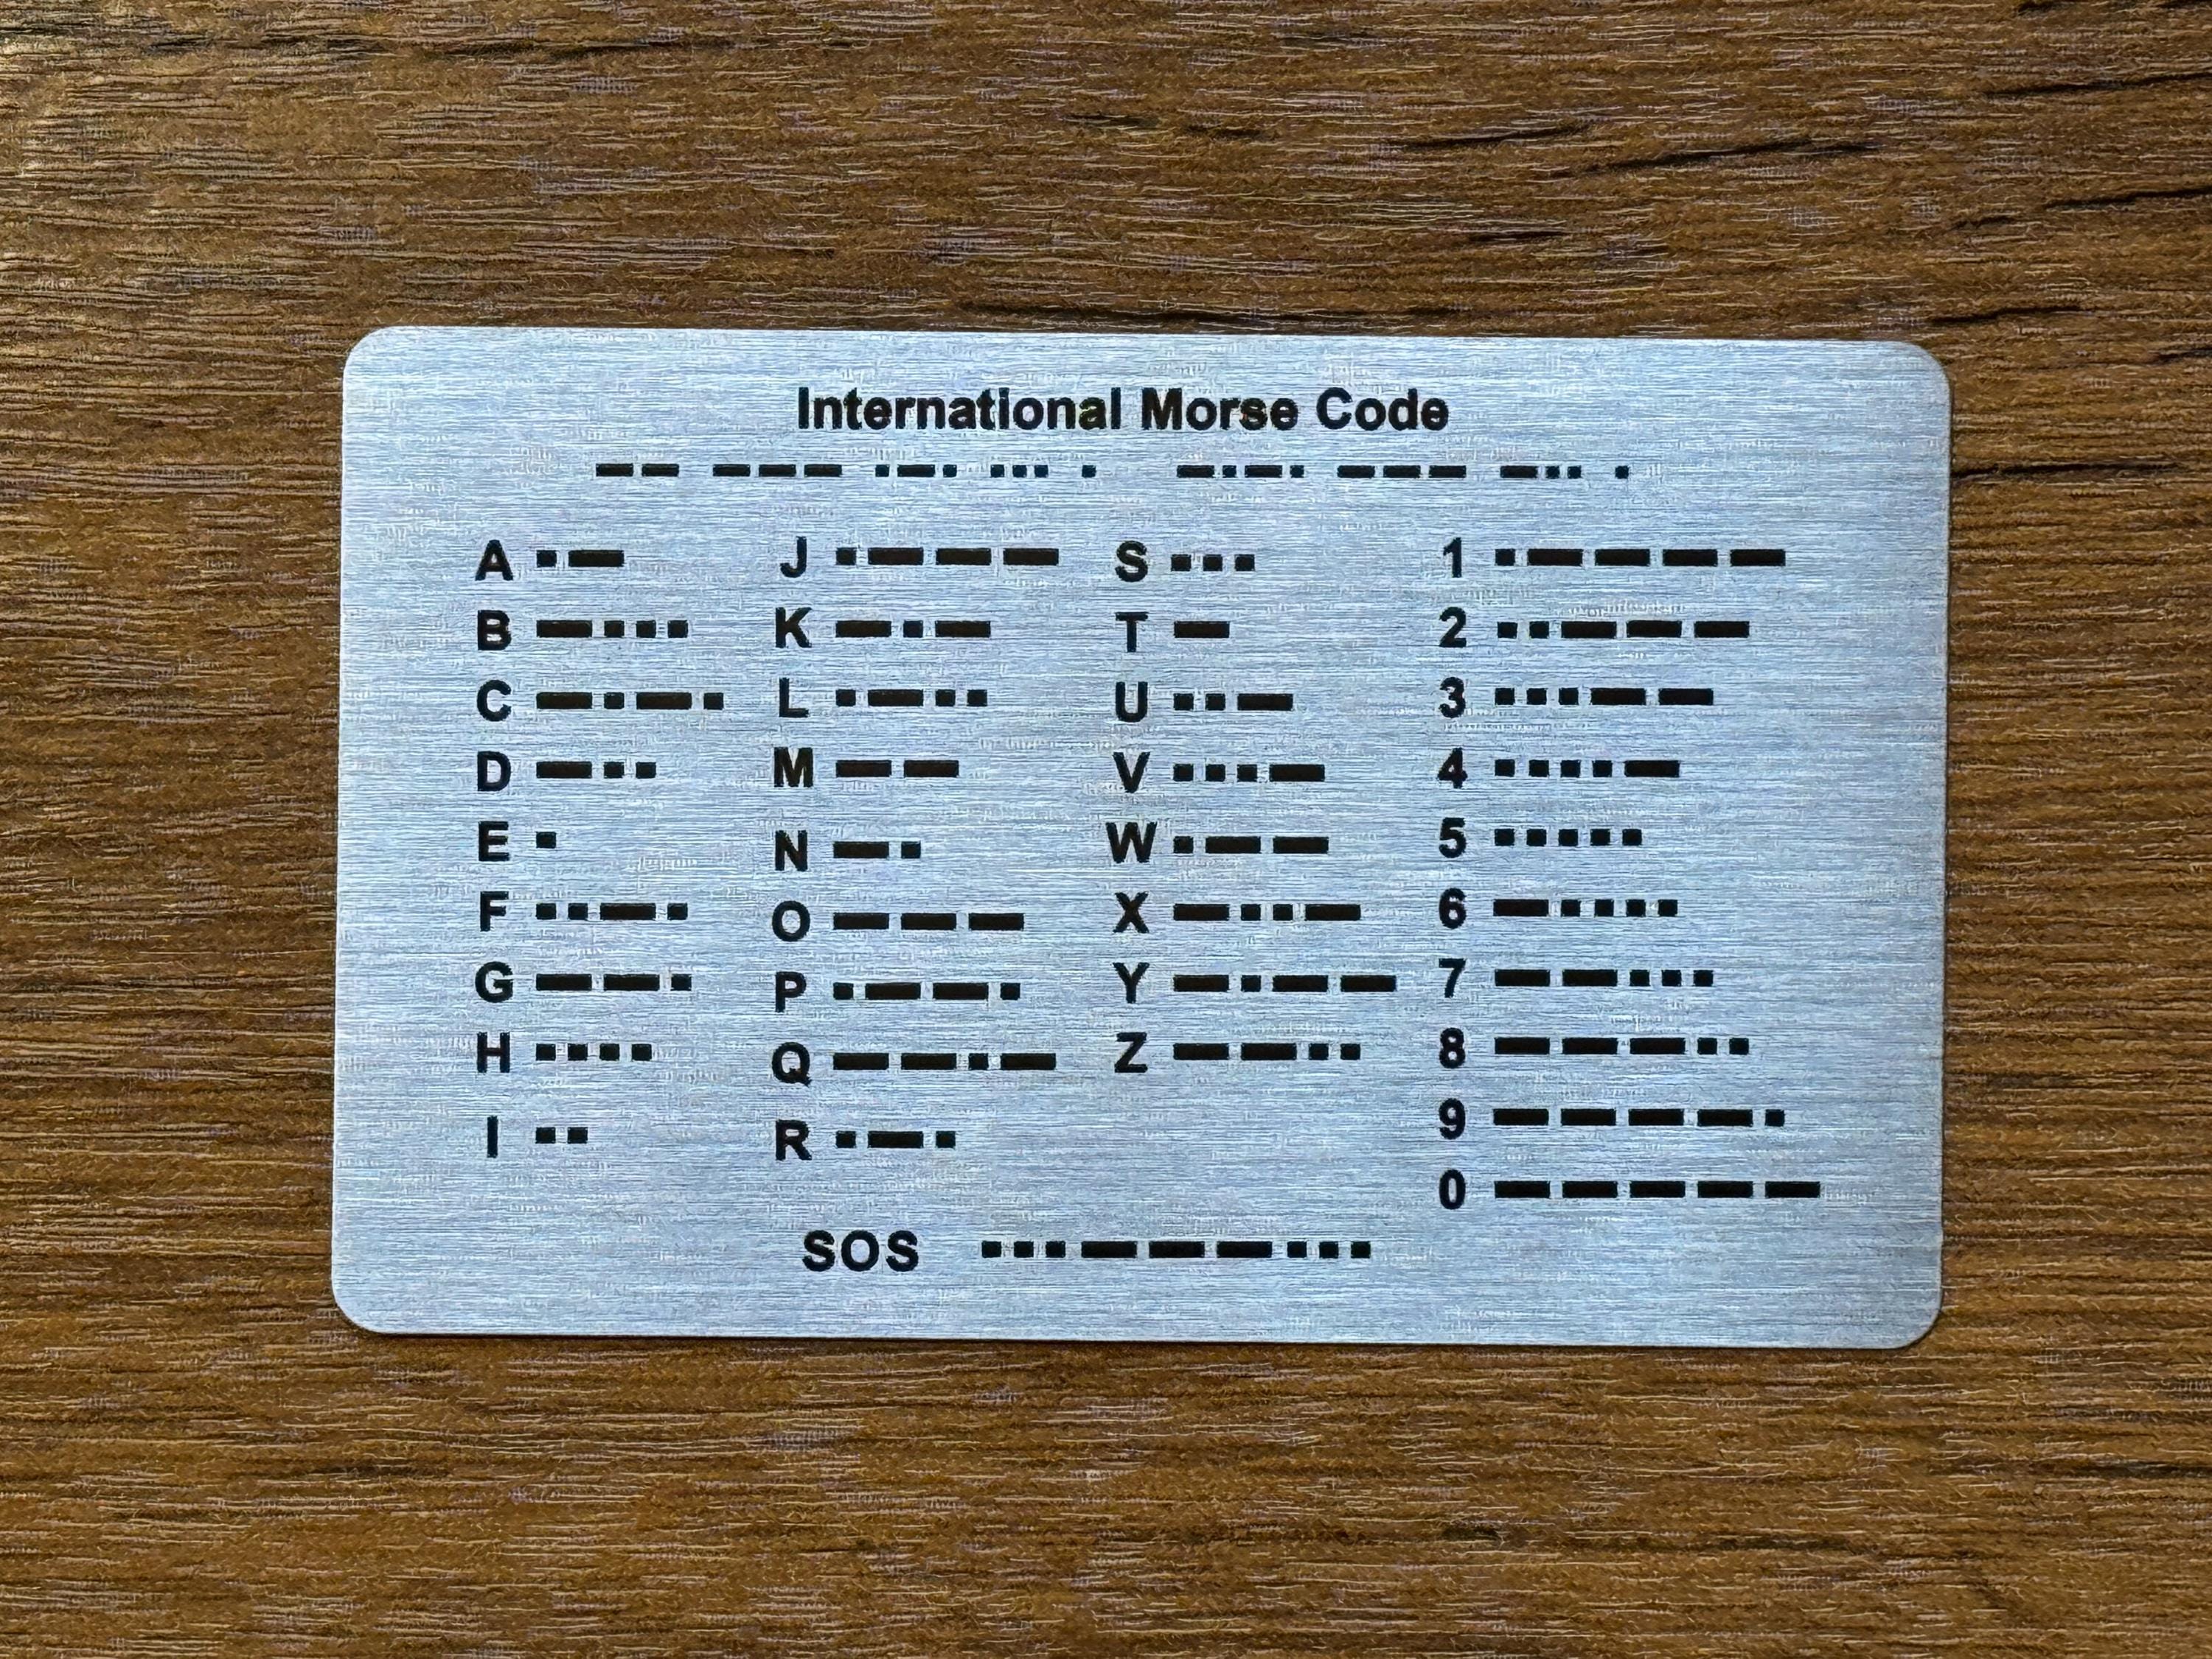 International Morse Code
-- --- .-. ... . -.-. --- -.. .
A .-
B -...
C -.-.
D -..
E .
F ..-.
G --.
H ....
I ..
J .---
K -.-
L .-..
M --
N -.
O ---
P .--.
Q --.-
R .-.
S ...
T -
U ..-
V ...-
W .--
X -..-
Y -.--
Z --..
1 .----
2 ..---
3 ...--
4 ....-
5 .....
6 -....
7 --...
8 ---..
9 ----.
0 -----
SOS ...---...